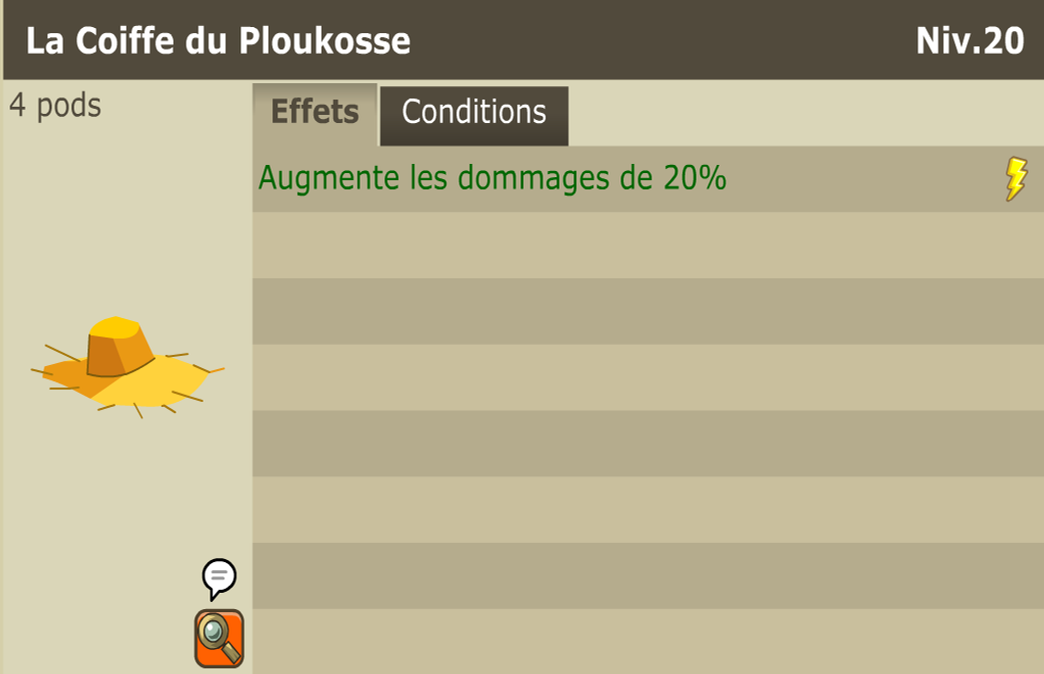 La Coiffe du Ploukosse Niv.20
4 pods
Effets Conditions
Augmente les dommages de 20%